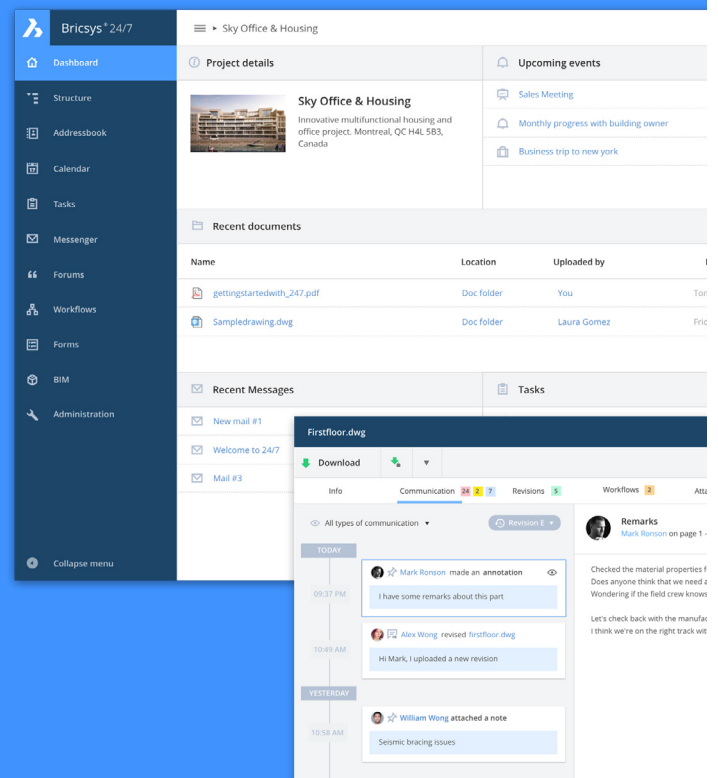 Bricsys® 24/7
Sky Office & Housing
Dashboard
Structure
Addressbook
Calendar
Tasks
Messenger
Forums
Workflows
Forms
BIM
Administration
Collapse menu
Project details
Sky Office & Housing
Innovative multifunctional housing and
office project. Montreal, QC H4L 5B3,
Canada
Upcoming events
Sales Meeting
Monthly progress with building owner
Business trip to new york
Recent documents
Name Location Uploaded by
gettingstartedwith_247.pdf Doc folder You
Sampledrawing.dwg Doc folder Laura Gomez
Recent Messages
New mail #1
Welcome to 24/7
Mail #3
Tasks
Firstfloor.dwg
Download
Info Communication 24 2 7 Revisions 5 Workflows 2
All types of communication Revision E
TODAY
Mark Ronson made an annotation
09:37 PM
I have some remarks about this part
Alex Wong revised firstfloor.dwg
10:49 AM
Hi Mark, I uploaded a new revision
YESTERDAY
William Wong attached a note
10:58 AM
Seismic bracing issues
Remarks
Mark Ronson on page 1 -
Checked the material properties f
Does anyone think that we need a
Wondering if the field crew knows
Let's check back with the manufac
I think we're on the right track wit